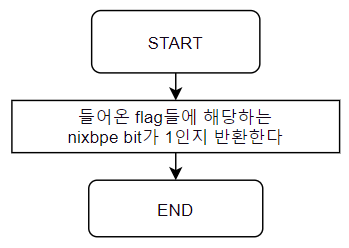 START
들어온 flag들에 해당하는
nixbpe bit가 1인지 반환한다
END